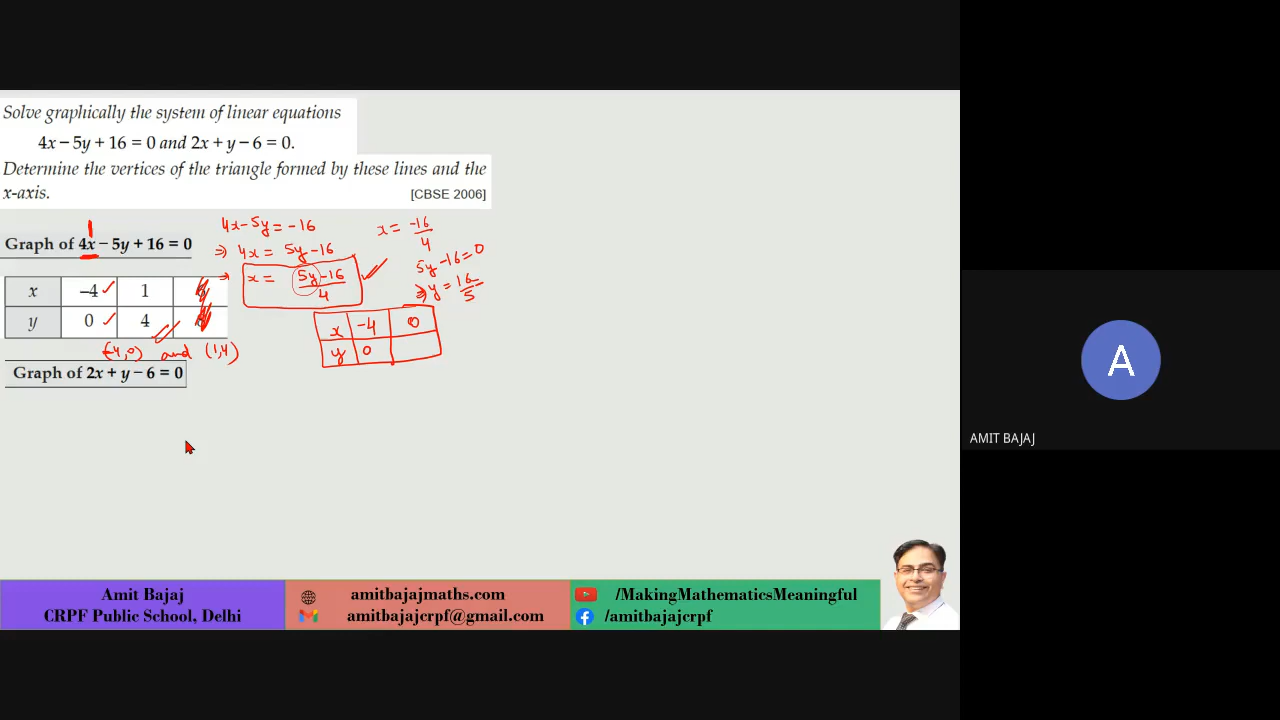 Solve graphically the system of linear equations
4x − 5y + 16 = 0 and 2x + y − 6 = 0.
Determine the vertices of the triangle formed by these lines and the
x-axis.
[CBSE 2006]
Graph of 4x − 5y + 16 = 0
x −4 1
y 0 4
(-4,0) and (1,4)
4x-5y = -16
⇒ 4x = 5y-16
⇒ x = 5y-16/4
x = -16/4
5y-16=0
⇒ y = 16/5
x -4 0
y 0
Graph of 2x + y − 6 = 0
A
AMIT BAJAJ
Amit Bajaj
CRPF Public School, Delhi
amitbajajmaths.com
amitbajajcrpf@gmail.com
/MakingMathematicsMeaningful
/amitbajajcrpf